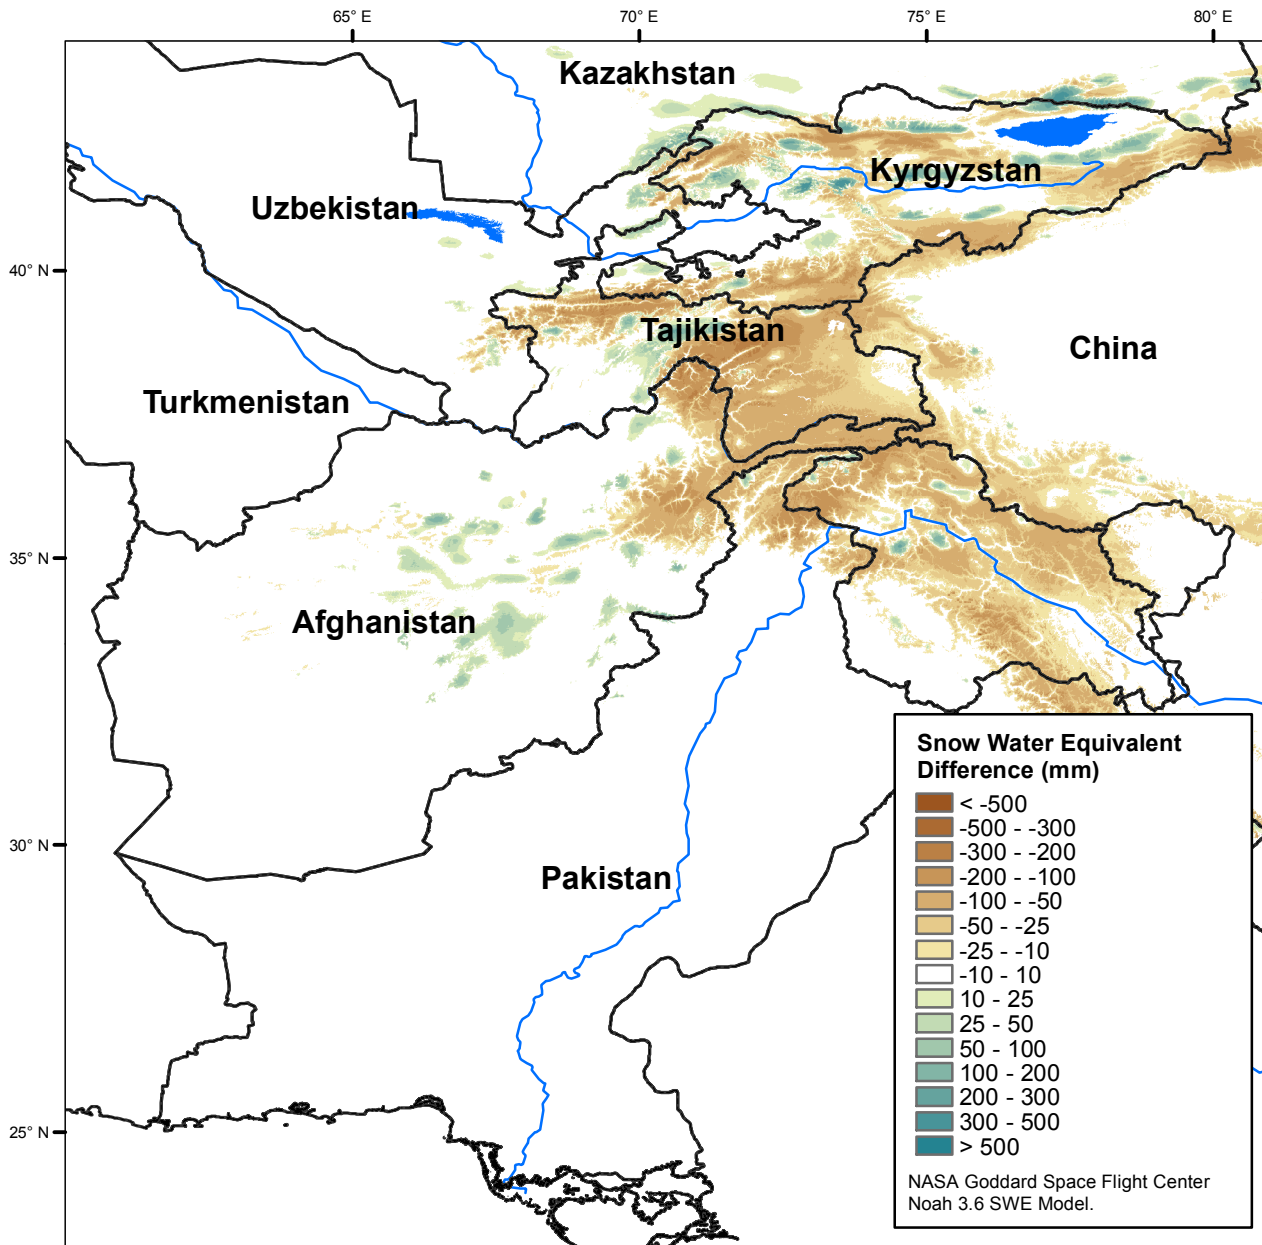 65° E
70° E
75° E
80° E
Kazakhstan
Kyrgyzstan
Uzbekistan
40° N
Tajikistan
China
Turkmenistan
35° N
Afghanistan
30° N
Pakistan
25° N
Snow Water Equivalent
Difference (mm)
< -500
-500 - -300
-300 - -200
-200 - -100
-100 - -50
-50 - -25
-25 - -10
-10 - 10
10 - 25
25 - 50
50 - 100
100 - 200
200 - 300
300 - 500
> 500
NASA Goddard Space Flight Center
Noah 3.6 SWE Model.